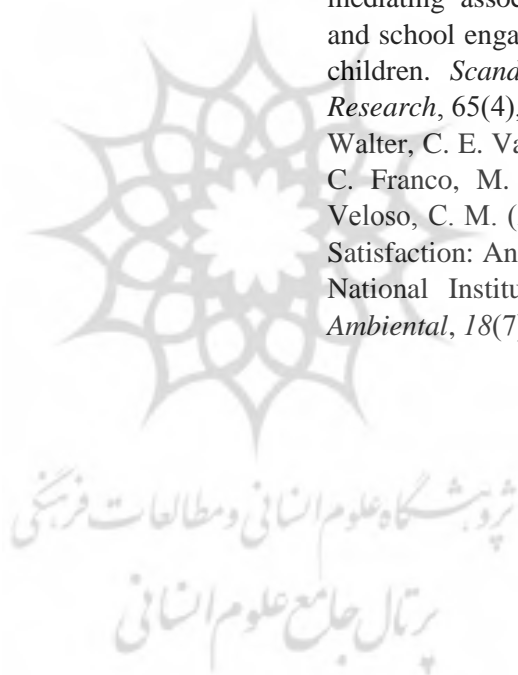 mediating assoc
and school enga
children. Scand
Research, 65(4),
Walter, C. E. Va
C. Franco, M.
Veloso, C. M. (
Satisfaction: An
National Institu
Ambiental, 18(7
پژوهشگاه علوم انسانی و مطالعات فرهنگی
پرتال جامع علوم انسانی